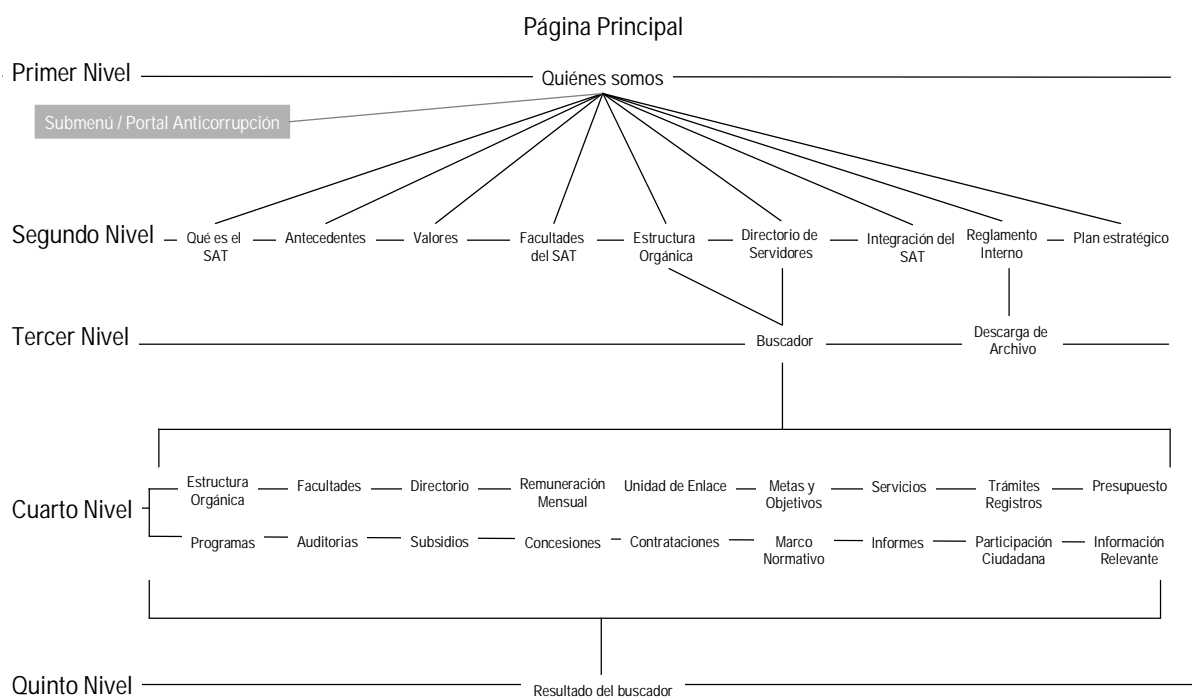 Página Principal
Primer Nivel
Quiénes somos
Submenú / Portal Anticorrupción
Segundo Nivel
Qué es el
SAT
Antecedentes
Valores
Facultades
del SAT
Estructura
Orgánica
Directorio de
Servidores
Integración del
SAT
Reglamento
Interno
Plan estratégico
Tercer Nivel
Buscador
Descarga de
Archivo
Cuarto Nivel
Estructura
Orgánica
Facultades
Directorio
Remuneración
Mensual
Unidad de Enlace
Metas y
Objetivos
Servicios
Trámites
Registros
Presupuesto
Programas
Auditorias
Subsidios
Concesiones
Contrataciones
Marco
Normativo
Informes
Participación
Ciudadana
Información
Relevante
Quinto Nivel
Resultado del buscador